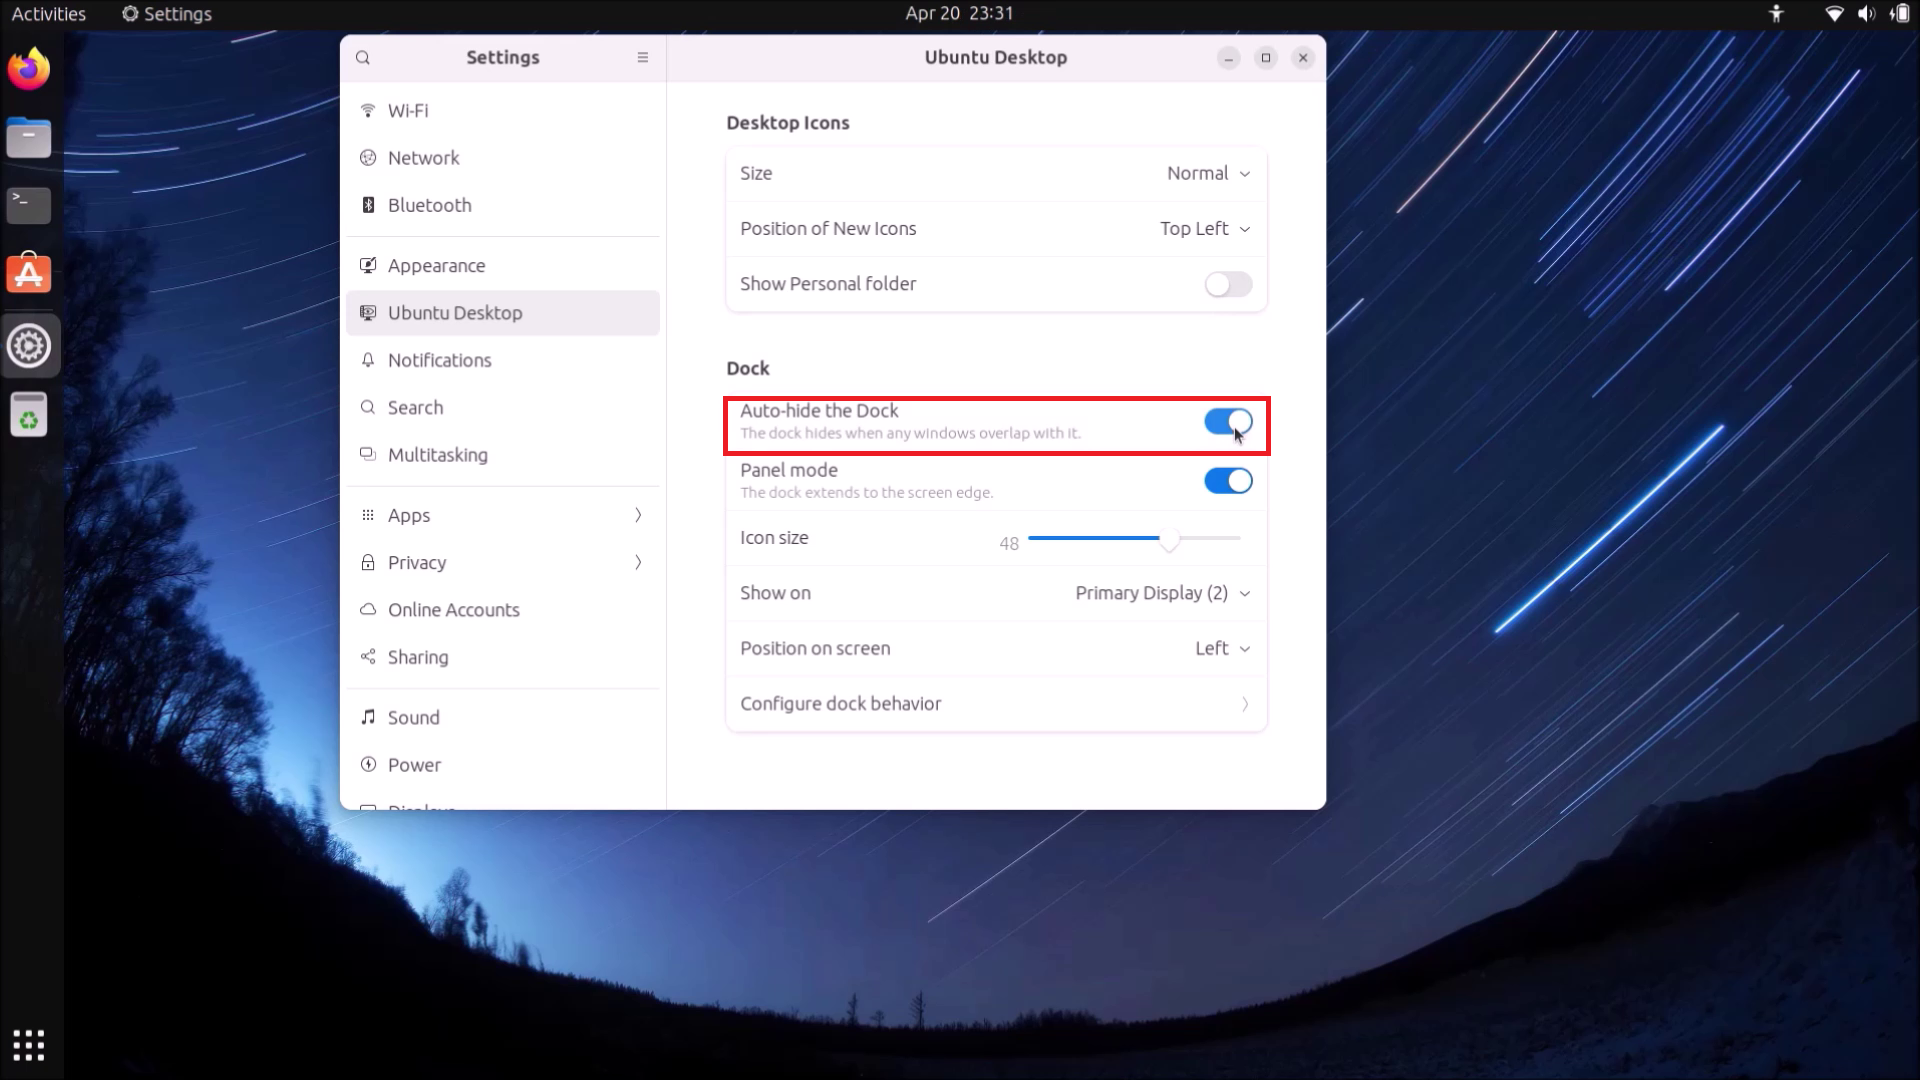 Activities
Settings
Apr 20 23:31
Settings
Ubuntu Desktop
Wi-Fi
Network
Bluetooth
Appearance
Ubuntu Desktop
Notifications
Search
Multitasking
Apps
Privacy
Online Accounts
Sharing
Sound
Power
Displays
Desktop Icons
Size
Normal
Position of New Icons
Top Left
Show Personal folder
Dock
Auto-hide the Dock
The dock hides when any windows overlap with it.
Panel mode
The dock extends to the screen edge.
Icon size
48
Show on
Primary Display (2)
Position on screen
Left
Configure dock behavior